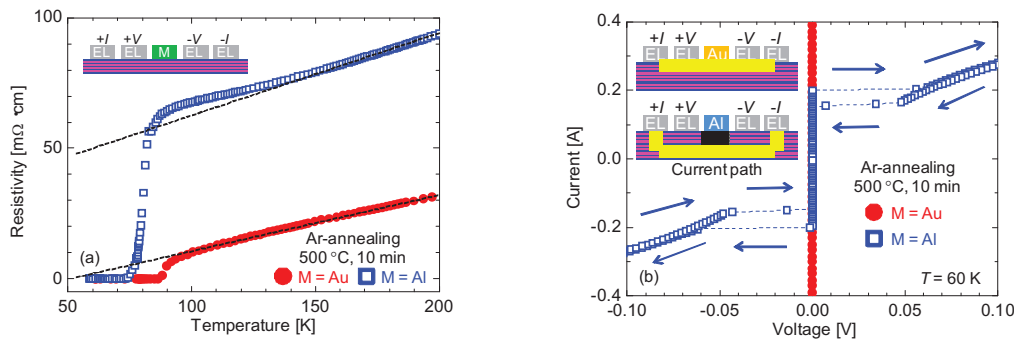 +I +V -V -I
EL EL M EL EL
100
50
0
50 100 150 200
Resistivity [mΩ·cm]
Temperature [K]
(a)
Ar-annealing
500 °C, 10 min
M = Au M = Al
+I +V -V -I
EL EL Au EL EL
+I +V -V -I
EL EL Al EL EL
Current path
0.4
0.2
0.0
-0.2
-0.4
-0.10 -0.05 0.00 0.05 0.10
Current [A]
Voltage [V]
Ar-annealing
500 °C, 10 min
M = Au
M = Al
(b)
T = 60 K